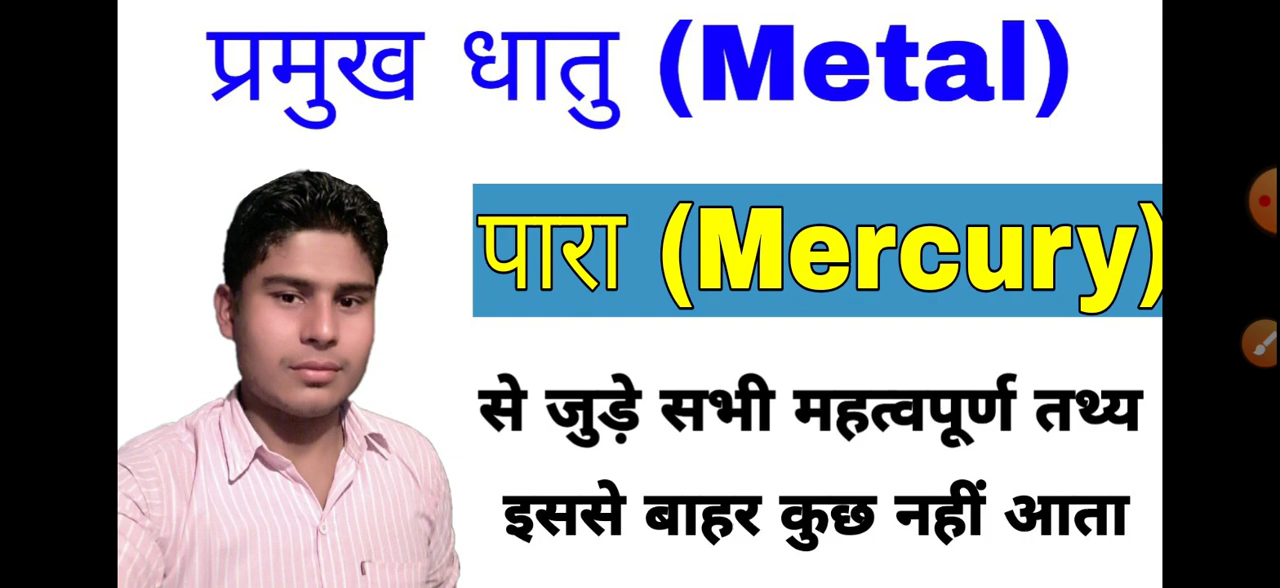 प्रमुख धातु (Metal)
पारा (Mercury)
से जुड़े सभी महत्वपूर्ण तथ्य
इससे बाहर कुछ नहीं आता